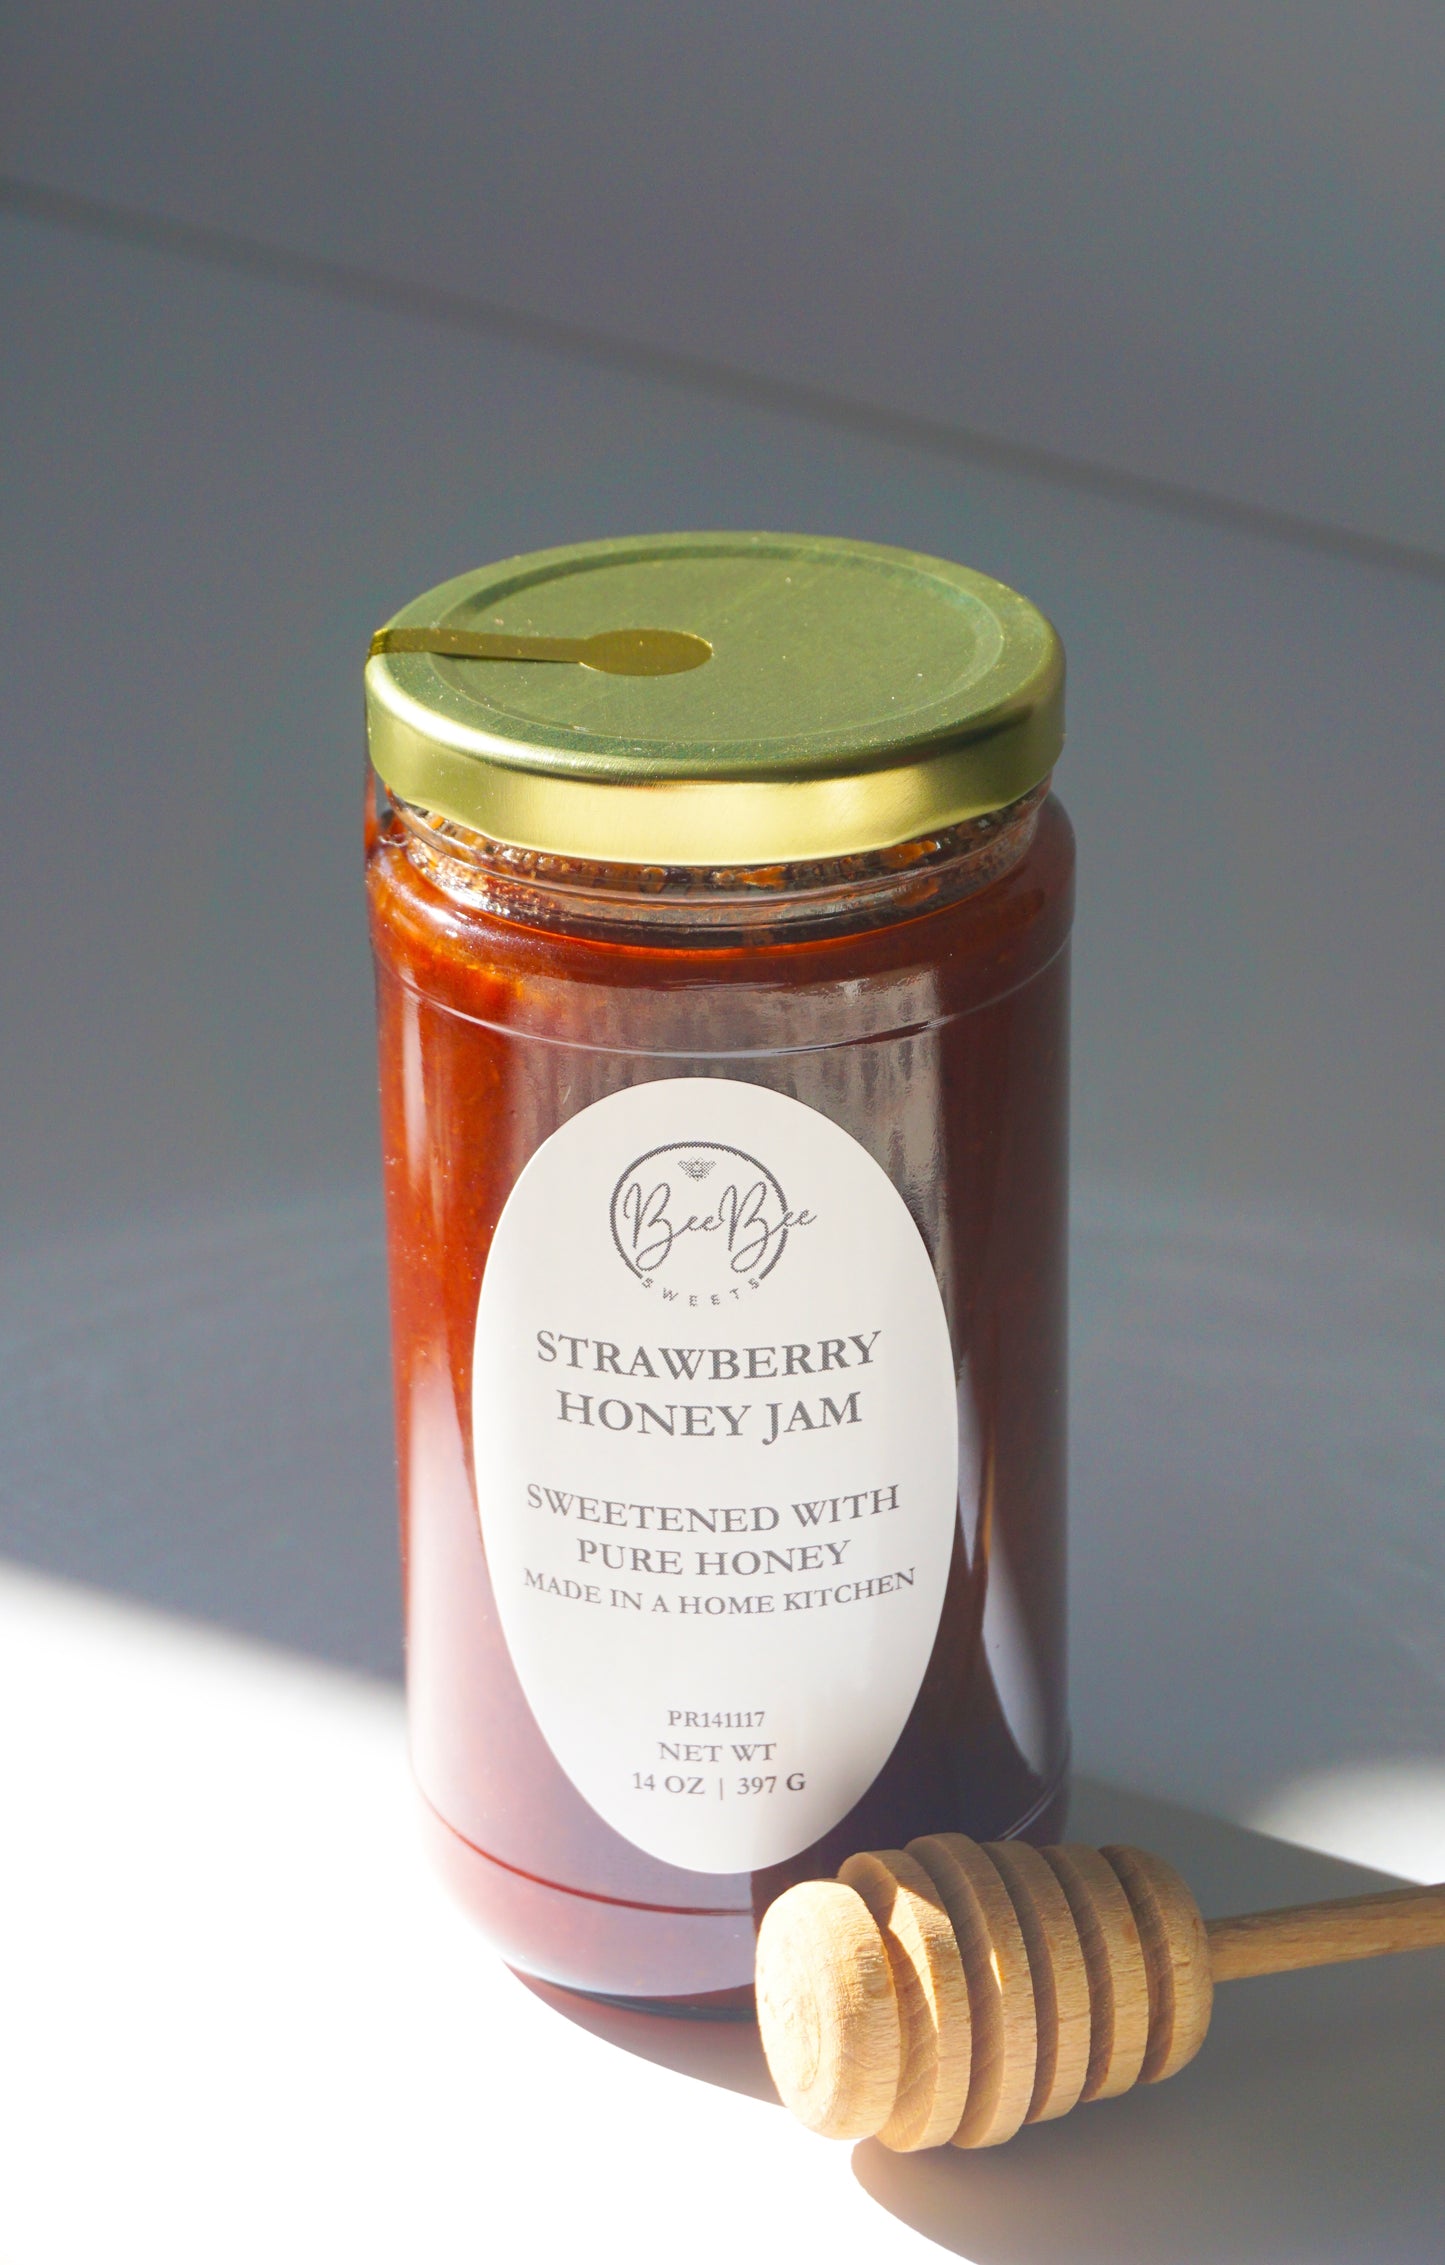 BeeBee
SWEETS
STRAWBERRY
HONEY JAM
SWEETENED WITH
PURE HONEY
MADE IN A HOME KITCHEN
PR141117
NET WT
14 OZ | 397 G